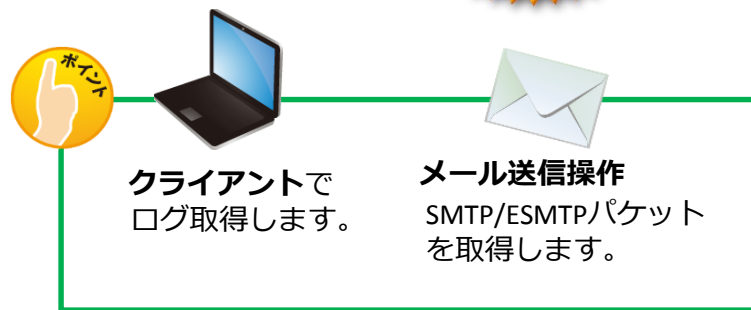 ポイント
クライアントで
ログ取得します。
メール送信操作
SMTP/ESMTPパケット
を取得します。